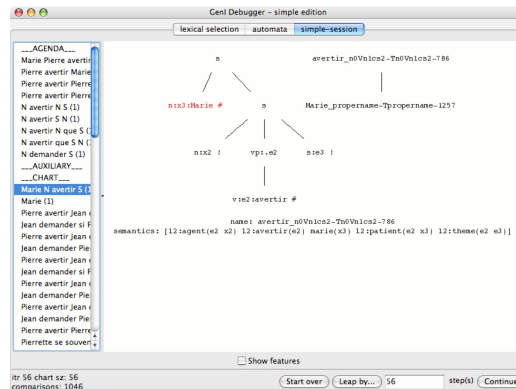 GenI Debugger - simple edition
lexical selection automata simple-session
___AGENDA___
Marie Pierre avertir
Pierre avertir Marie
Pierre avertir Pierre
Pierre avertir Pierre
N avertir N S (1
N avertir S N (1
N avertir N que S (
N avertir que S N (
N demander S (1)
___AUXILIARY___
___CHART___
Marie N avertir S (1
Marie (1)
Pierre avertir Jean
Jean demander si
Pierre avertir Jean
Jean demander Pie
Pierre avertir Jean
Jean demander si
Pierre avertir Jean
Jean demander Pie
Pierre avertir Jean
Jean demander Pie
Pierre avertir Pierre
Pierrette se souven
s avertir_n0Vn1cs2-Tn0Vn1cs2-786
n:x3:Marie # s Marie_propername-Tpropername-1257
n:x2 ! vp:.e2 s:e3 !
v:e2:avertir #
name: avertir_n0Vn1cs2-Tn0Vn1cs2-786
semantics: [l2:agent(e2 x2) l2:avertir(e2) marie(x3) l2:patient(e2 x3) l2:theme(e2 e3)]
Show features
itr 56 chart sz: 56
comparisons: 1046
Start over Leap by... 56 step(s) Continue